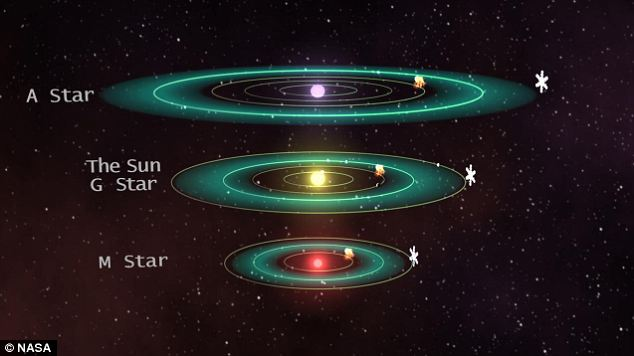 A Star
The Sun
G Star
M Star
© NASA